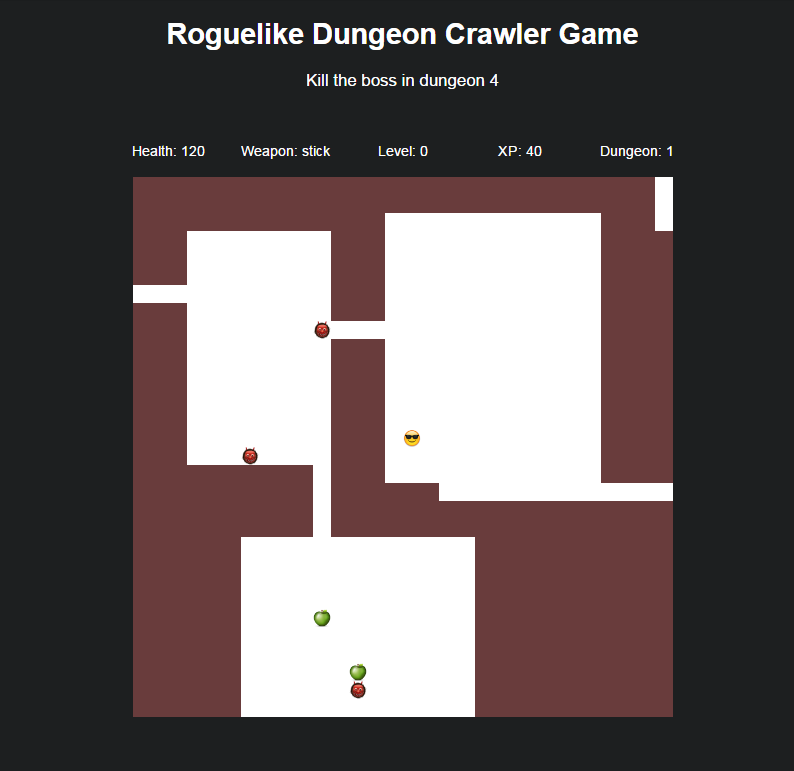 Roguelike Dungeon Crawler Game
Kill the boss in dungeon 4
Health: 120 Weapon: stick Level: 0 XP: 40 Dungeon: 1